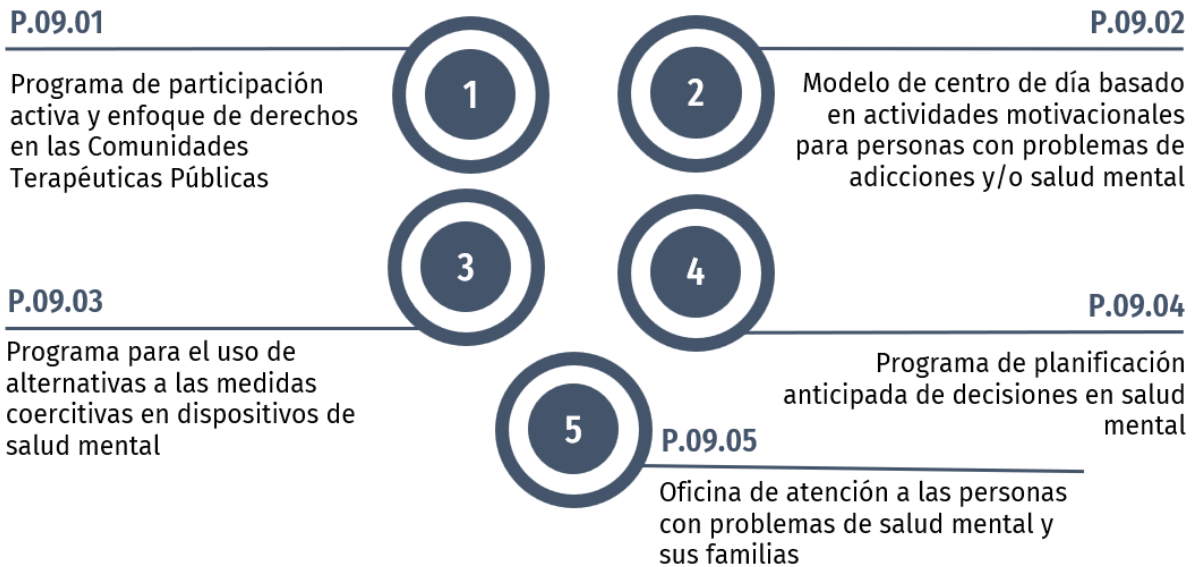 P.09.01
1
Programa de participación
activa y enfoque de derechos
en las Comunidades
Terapéuticas Públicas
P.09.02
2
Modelo de centro de día basado
en actividades motivacionales
para personas con problemas de
adicciones y/o salud mental
P.09.03
3
Programa para el uso de
alternativas a las medidas
coercitivas en dispositivos de
salud mental
P.09.04
4
Programa de planificación
anticipada de decisiones en salud
mental
P.09.05
5
Oficina de atención a las personas
con problemas de salud mental y
sus familias